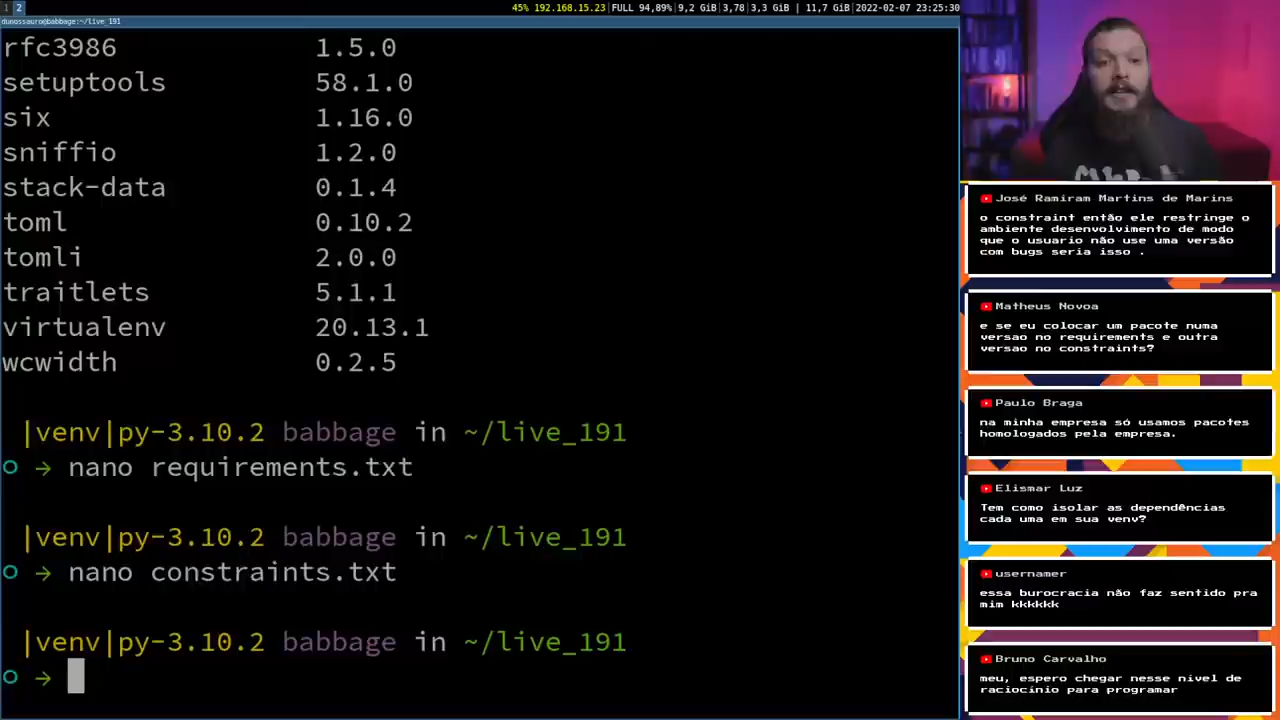 1 2
45% 192.168.15.23|FULL 94,89%|9,2 GiB|3,78|3,3 GiB | 11,7 GiB|2022-02-07 23:25:30
dunossauro@babbage:~/live_191
rfc3986 1.5.0
setuptools 58.1.0
six 1.16.0
sniffio 1.2.0
stack-data 0.1.4
toml 0.10.2
tomli 2.0.0
traitlets 5.1.1
virtualenv 20.13.1
wcwidth 0.2.5
|venv|py-3.10.2 babbage in ~/live_191
→ nano requirements.txt
|venv|py-3.10.2 babbage in ~/live_191
→ nano constraints.txt
|venv|py-3.10.2 babbage in ~/live_191
→
José Ramiram Martins de Marins
o constraint então ele restringe o
ambiente desenvolvimento de modo
que o usuario não use uma versão
com bugs seria isso .
Matheus Novoa
e se eu colocar um pacote numa
versao no requirements e outra
versao no constraints?
Paulo Braga
na minha empresa só usamos pacotes
homologados pela empresa.
Elismar Luz
Tem como isolar as dependências
cada uma em sua venv?
usernamer
essa burocracia não faz sentido pra
mim kkkkkk
Bruno Carvalho
meu, espero chegar nesse nivel de
raciocinio para programar